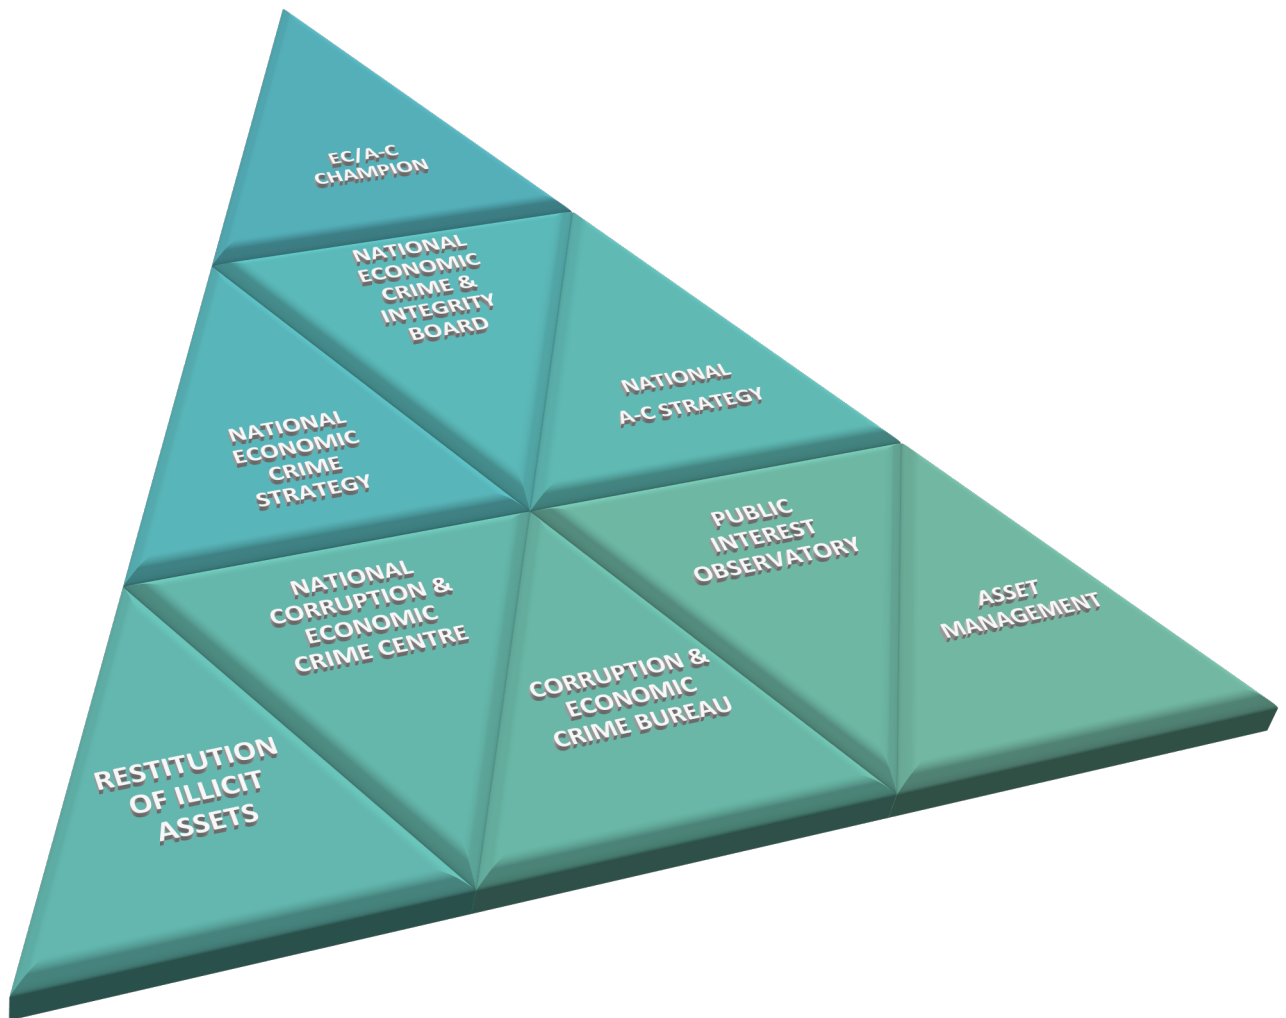 EC/A-C
CHAMPION
NATIONAL
ECONOMIC
CRIME &
INTEGRITY
BOARD
NATIONAL
ECONOMIC
CRIME
STRATEGY
NATIONAL
A-C STRATEGY
NATIONAL
CORRUPTION &
ECONOMIC
CRIME CENTRE
PUBLIC
INTEREST
OBSERVATORY
RESTITUTION
OF ILLICIT
ASSETS
CORRUPTION &
ECONOMIC
CRIME BUREAU
ASSET
MANAGEMENT